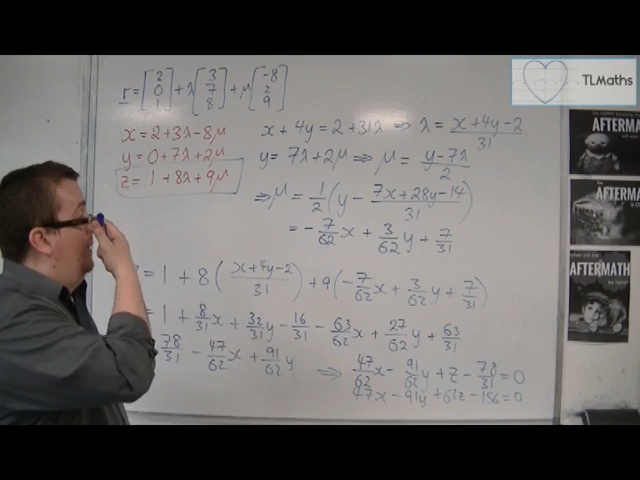 r = [2 0 1] + λ[3 7 8] + μ[-8 2 9]
x = 2+3λ-8μ
y = 0+7λ+2μ
z = 1+8λ+9μ
x+4y = 2+31λ ⇒ λ = (x+4y-2)/31
y = 7λ+2μ ⇒ μ = (y-7λ)/2
⇒ μ = 1/2 (y - (7x+28y-14)/31)
= -7/62 x + 3/62 y + 7/31
= 1+8((x+4y-2)/31) + 9(-7/62 x + 3/62 y + 7/31)
= 1 + 8/31 x + 32/31 y - 16/31 - 63/62 x + 27/62 y + 63/31
78/31 - 47/62 x + 91/62 y
⇒ 47/62 x - 91/62 y + z - 78/31 = 0
47x - 91y + 62z - 156 = 0
TLMaths
AFTERMATH
AFTERMATH
AFTERMATH